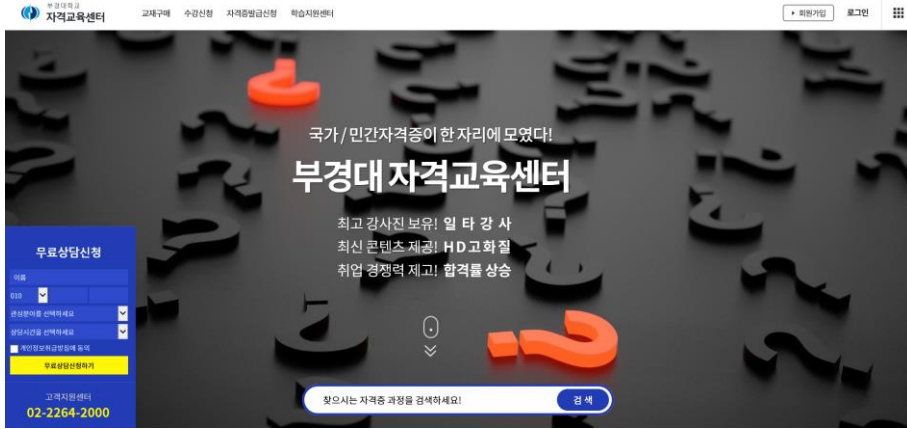 부경대학교
자격교육센터
교재구매 수강신청 자격증발급신청 학습지원센터
회원가입 로그인
국가/민간자격증이 한 자리에 모였다!
부경대 자격교육센터
최고 강사진 보유! 일 타 강 사
최신 콘텐츠 제공! HD고화질
취업 경쟁력 제고! 합격률 상승
무료상담신청
이름
010
관심분야를 선택하세요
상담시간을 선택하세요
개인정보취급방침에 동의
무료상담신청하기
고객지원센터
02-2264-2000
찾으시는 자격증 과정을 검색하세요! 검색